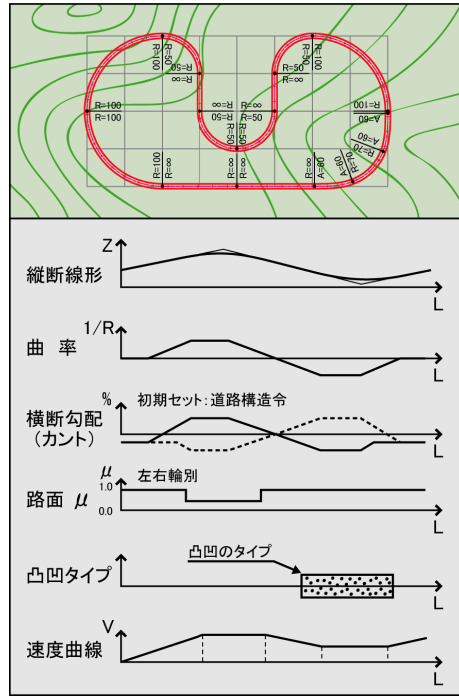 R=100
R=50
R=50
R=100
R=50
R=∞
R=50
R=∞
R=100
R=100
R=∞
R=50
R=∞
R=50
R=50
R=50
R=100
A=60
A=60
R=70
R=70
A=60
R=100
R=∞
R=∞
R=∞
R=∞
A=60
Z
縦断線形
L
1/R
曲 率
L
%
初期セット：道路構造令
横断勾配
（カント）
L
μ
左右輪別
1.0
路面 μ
0.0
L
凸凹のタイプ
凸凹タイプ
L
V
速度曲線
L